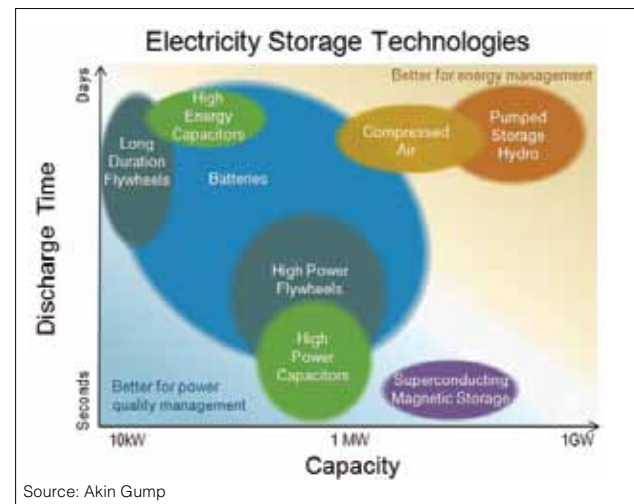 Electricity Storage Technologies
Better for energy management
Days
High
Energy
Capacitors
Long
Duration
Flywheels
Batteries
Compressed
Air
Pumped
Storage
Hydro
Discharge Time
High Power
Flywheels
High
Power
Capacitors
Superconducting
Magnetic Storage
Better for power
quality management
Seconds
10kW
1 MW
1GW
Capacity
Source: Akin Gump